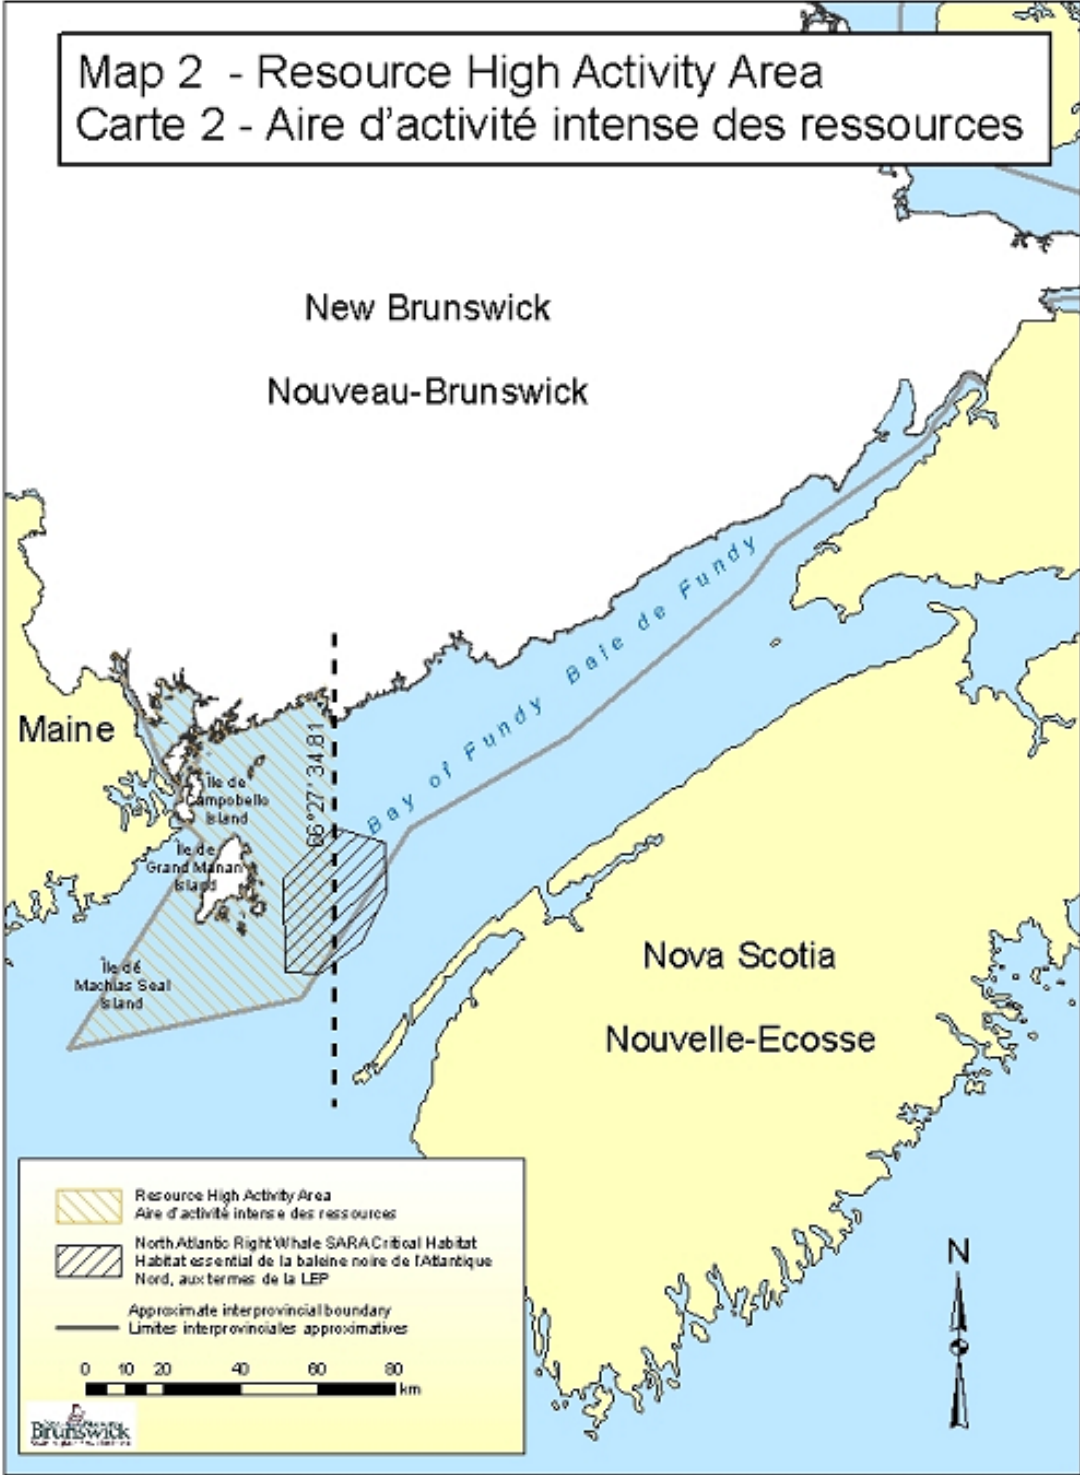 Map 2 - Resource High Activity Area
Carte 2 - Aire d'activité intense des ressources
New Brunswick
Nouveau-Brunswick
Maine
66°27' 34.81
Bay of Fundy Baie de Fundy
Île de
Campobello
Island
Île de
Grand Manan
Island
Île de
Machias Seal
Island
Nova Scotia
Nouvelle-Ecosse
Resource High Activity Area
Aire d'activité intense des ressources
North Atlantic Right Whale SARA Critical Habitat
Habitat essential de la baleine noire de l'Atlantique
Nord, aux termes de la LEP
Approximate interprovincial boundary
Limites interprovinciales approximatives
0 10 20 40 60 80
km
N
Brunswick